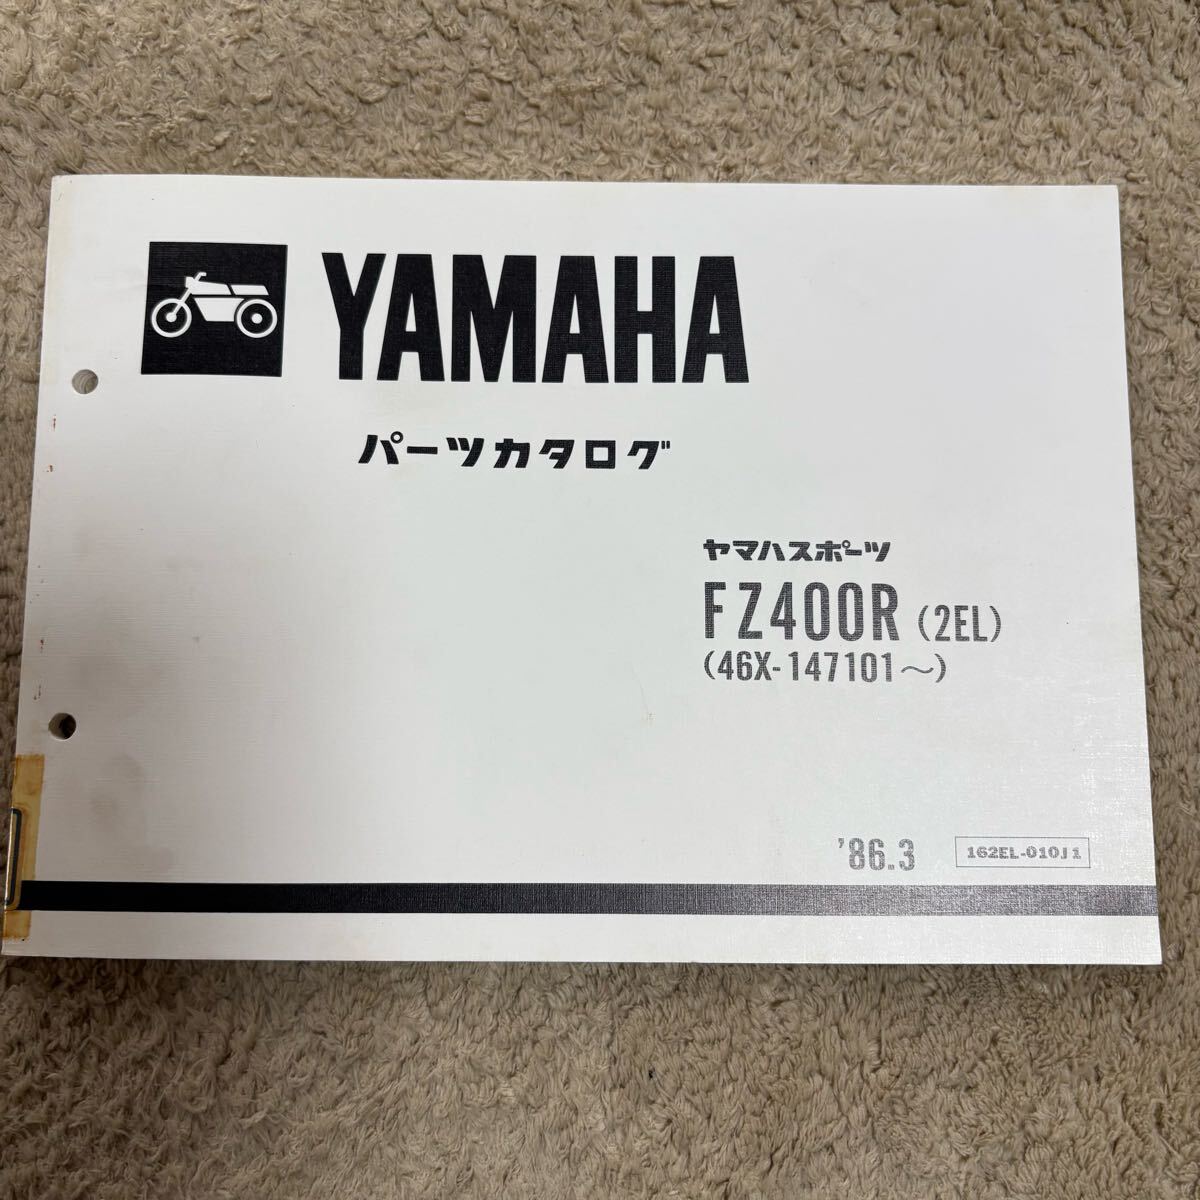 YAMAHA
パーツカタログ
ヤマハスポーツ
FZ400R (2EL)
(46X-147101～)
'86.3
162EL-010J1